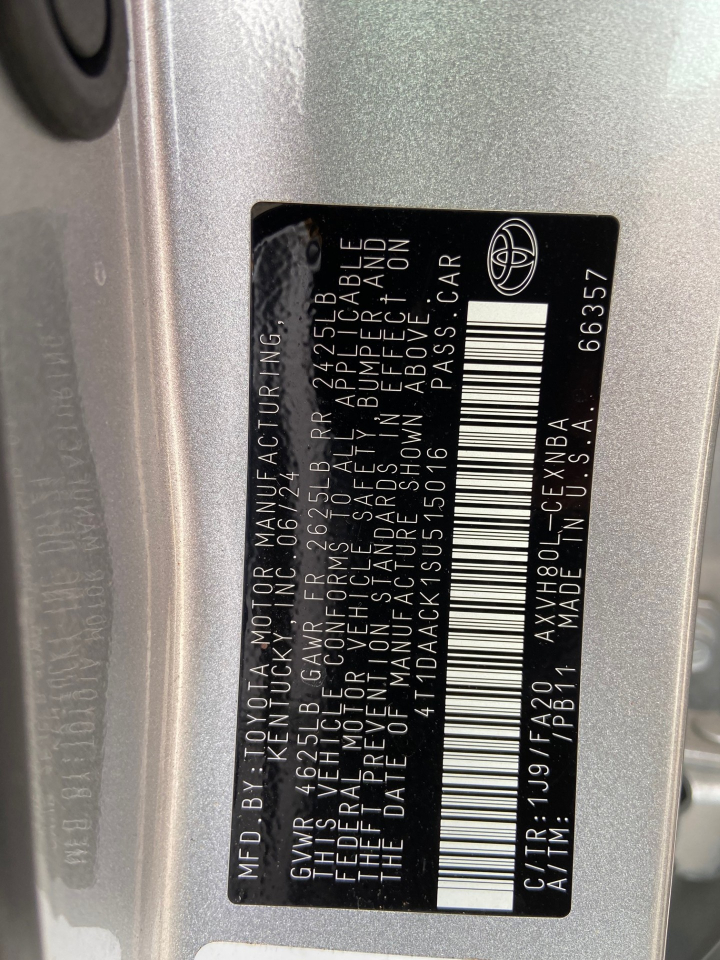 MFD.BY:TOYOTA MOTOR MANUFACTURING,
KENTUCKY INC 06/24
GVWR 4625LB GAWR FR 2625LB RR 2425LB
THIS VEHICLE CONFORMS TO ALL APPLICABLE
FEDERAL MOTOR VEHICLE SAFETY,BUMPER,AND
THEFT PREVENTION STANDARDS IN EFFECT ON
THE DATE OF MANUFACTURE SHOWN ABOVE.
4T1DAACK1SU515016 PASS.CAR
C/TR:1J9/FA20 AXVH80L-CEXNBA
A/TM: /PB11 MADE IN U.S.A. 66357